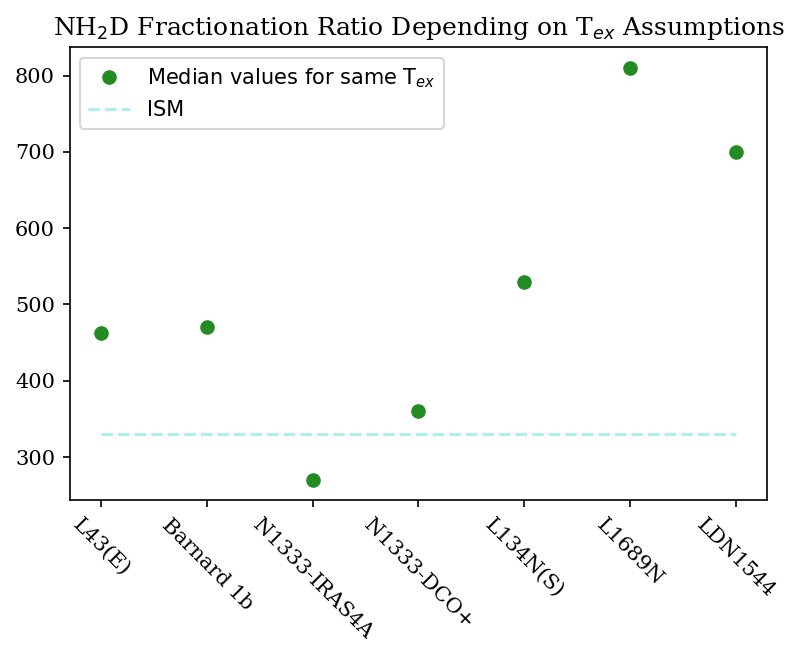 NH₂D Fractionation Ratio Depending on Tₑₓ Assumptions
Median values for same Tₑₓ
ISM
800
700
600
500
400
300
L43(E)
Barnard 1b
N1333-IRAS4A
N1333-DCO+
L134N(S)
L1689N
LDN1544